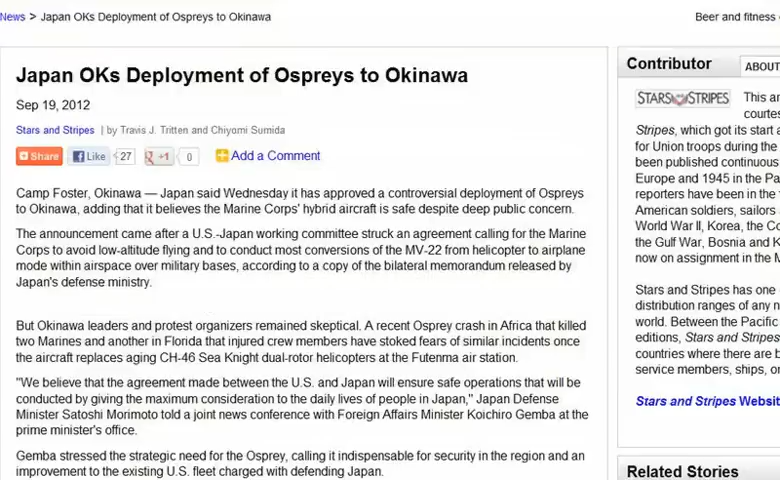 News > Japan OKs Deployment of Ospreys to Okinawa
Beer and fitness
Japan OKs Deployment of Ospreys to Okinawa
Sep 19, 2012
Stars and Stripes | by Travis J. Tritten and Chiyomi Sumida
Share Like 27 +1 0 Add a Comment
Camp Foster, Okinawa — Japan said Wednesday it has approved a controversial deployment of Ospreys
to Okinawa, adding that it believes the Marine Corps' hybrid aircraft is safe despite deep public concern.
The announcement came after a U.S.-Japan working committee struck an agreement calling for the Marine
Corps to avoid low-altitude flying and to conduct most conversions of the MV-22 from helicopter to airplane
mode within airspace over military bases, according to a copy of the bilateral memorandum released by
Japan's defense ministry.
But Okinawa leaders and protest organizers remained skeptical. A recent Osprey crash in Africa that killed
two Marines and another in Florida that injured crew members have stoked fears of similar incidents once
the aircraft replaces aging CH-46 Sea Knight dual-rotor helicopters at the Futenma air station.
"We believe that the agreement made between the U.S. and Japan will ensure safe operations that will be
conducted by giving the maximum consideration to the daily lives of people in Japan," Japan Defense
Minister Satoshi Morimoto told a joint news conference with Foreign Affairs Minister Koichiro Gemba at the
prime minister's office.
Gemba stressed the strategic need for the Osprey, calling it indispensable for security in the region and an
improvement to the existing U.S. fleet charged with defending Japan.
Contributor
ABOUT
STARS STRIPES
This
courtes
Stripes, which got its start
for Union troops during the
been published continuous
Europe and 1945 in the Pa
reporters have been in the
American soldiers, sailors
World War II, Korea, the Co
the Gulf War, Bosnia and K
now on assignment in the M
Stars and Stripes has one
distribution ranges of any n
world. Between the Pacific
editions, Stars and Stripes
countries where there are b
service members, ships, or
Stars and Stripes Websit
Related Stories